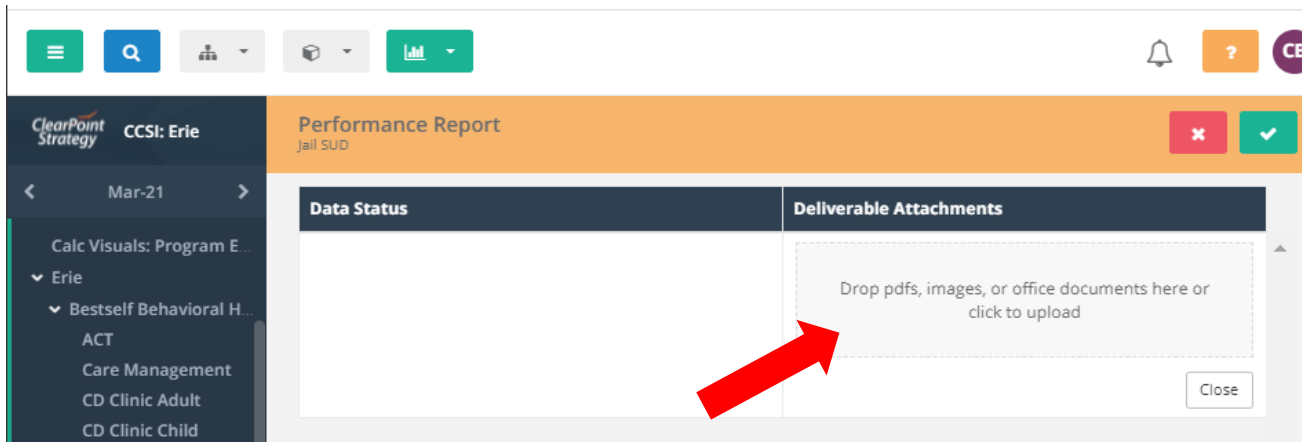 ?
CE
ClearPoint
Strategy
CCSI: Erie
Performance Report
Jail SUD
Mar-21
Data Status
Deliverable Attachments
Calc Visuals: Program E...
Erie
Bestself Behavioral H...
ACT
Care Management
CD Clinic Adult
CD Clinic Child
Drop pdfs, images, or office documents here or
click to upload
Close